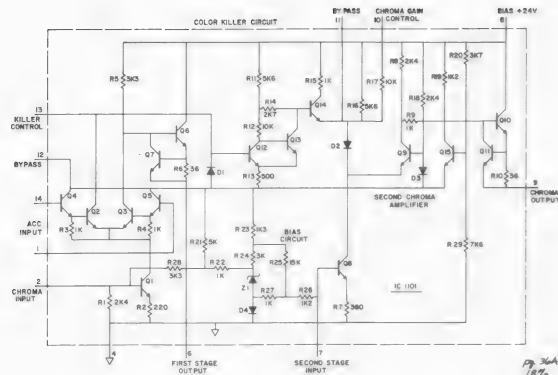 COLOR KILLER CIRCUIT
BY PASS
11
CHROMA GAIN
10 CONTROL
BIAS +24V
8
R5 3K3
R11 5K6
R15 1K
R14
2K7
Q14
R16 5K6
R17 10K
R8 2K4
R18 2K4
R19 1K2
R20 3K7
13
KILLER
CONTROL
Q6
R12
10K
Q13
R9
1K
Q10
12
BYPASS
Q7
R6 36
D1
Q12
D2
Q9
D3
Q15
Q11
R10 36
14
Q4
Q2
Q3
Q5
R13 500
SECOND CHROMA
AMPLIFIER
9
CHROMA
OUTPUT
ACC
INPUT
R3 1K
R4 1K
1
R21 5K
R23 1K3
BIAS
CIRCUIT
R24 3K
R25 15K
R29 7K6
2
CHROMA INPUT
R28
3K3
R22
1K
Z1
Q8
Q1
R27
1K
R26
1K2
IC 1101
R1
2K4
R2 220
D4
R7 380
4
6
FIRST STAGE
OUTPUT
7
SECOND STAGE
INPUT